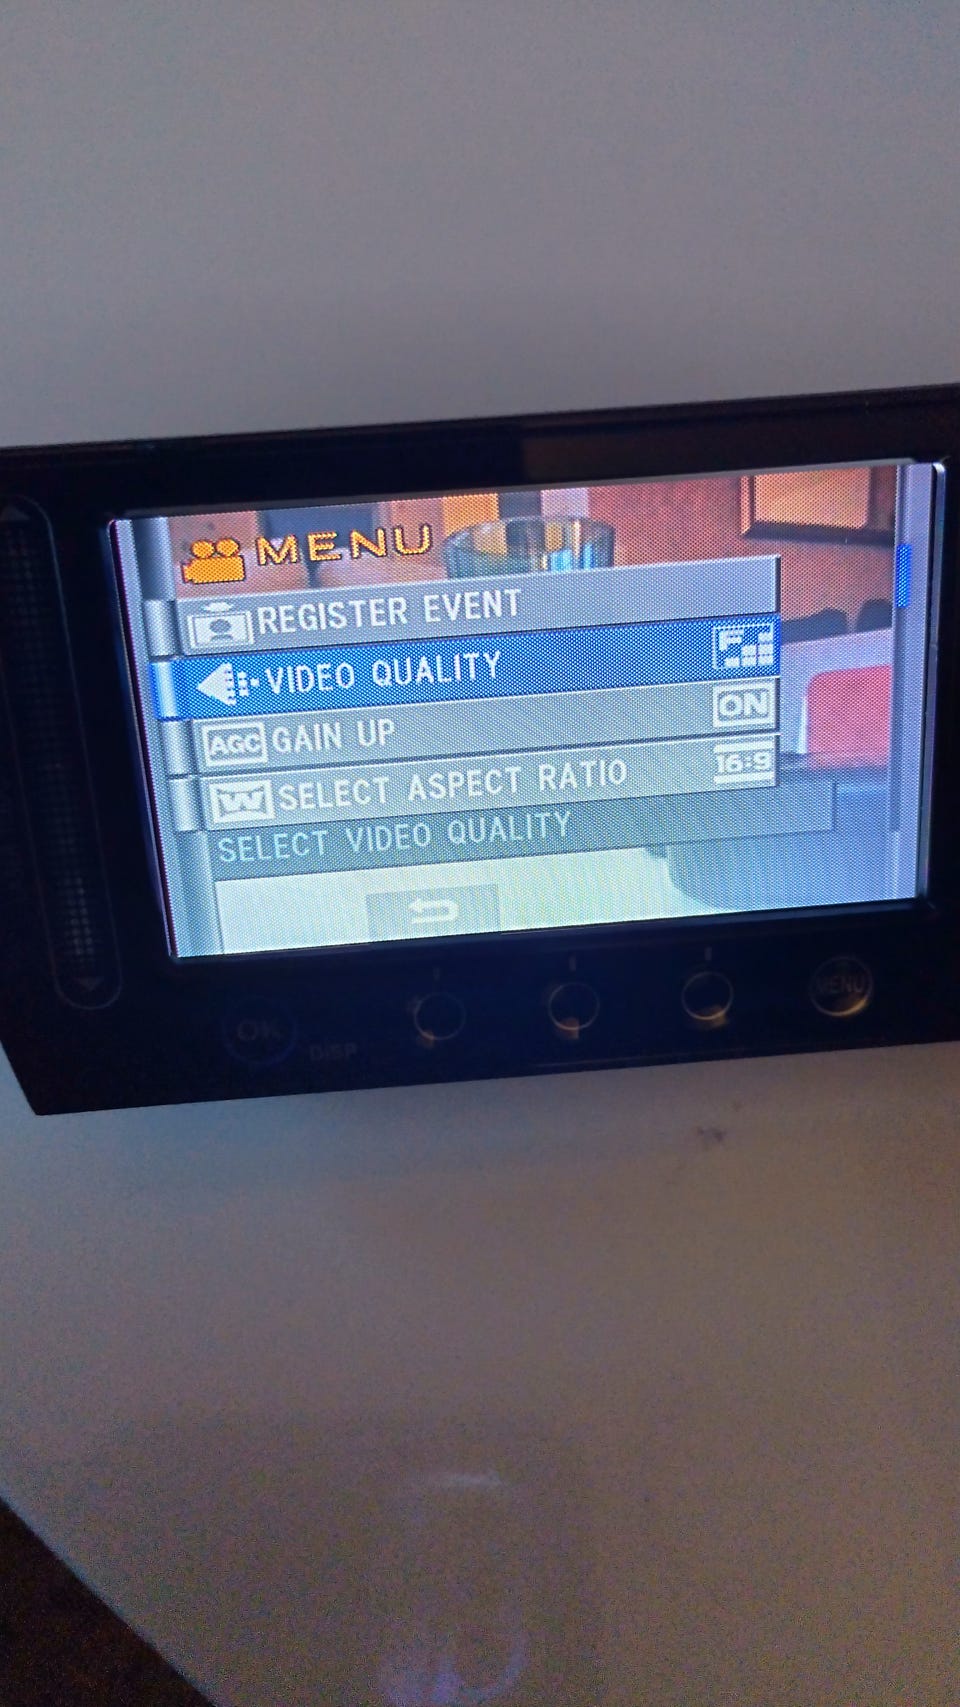 MENU
REGISTER EVENT
VIDEO QUALITY F
AGC GAIN UP ON
W SELECT ASPECT RATIO 16:9
SELECT VIDEO QUALITY
OK
DISP
MENU